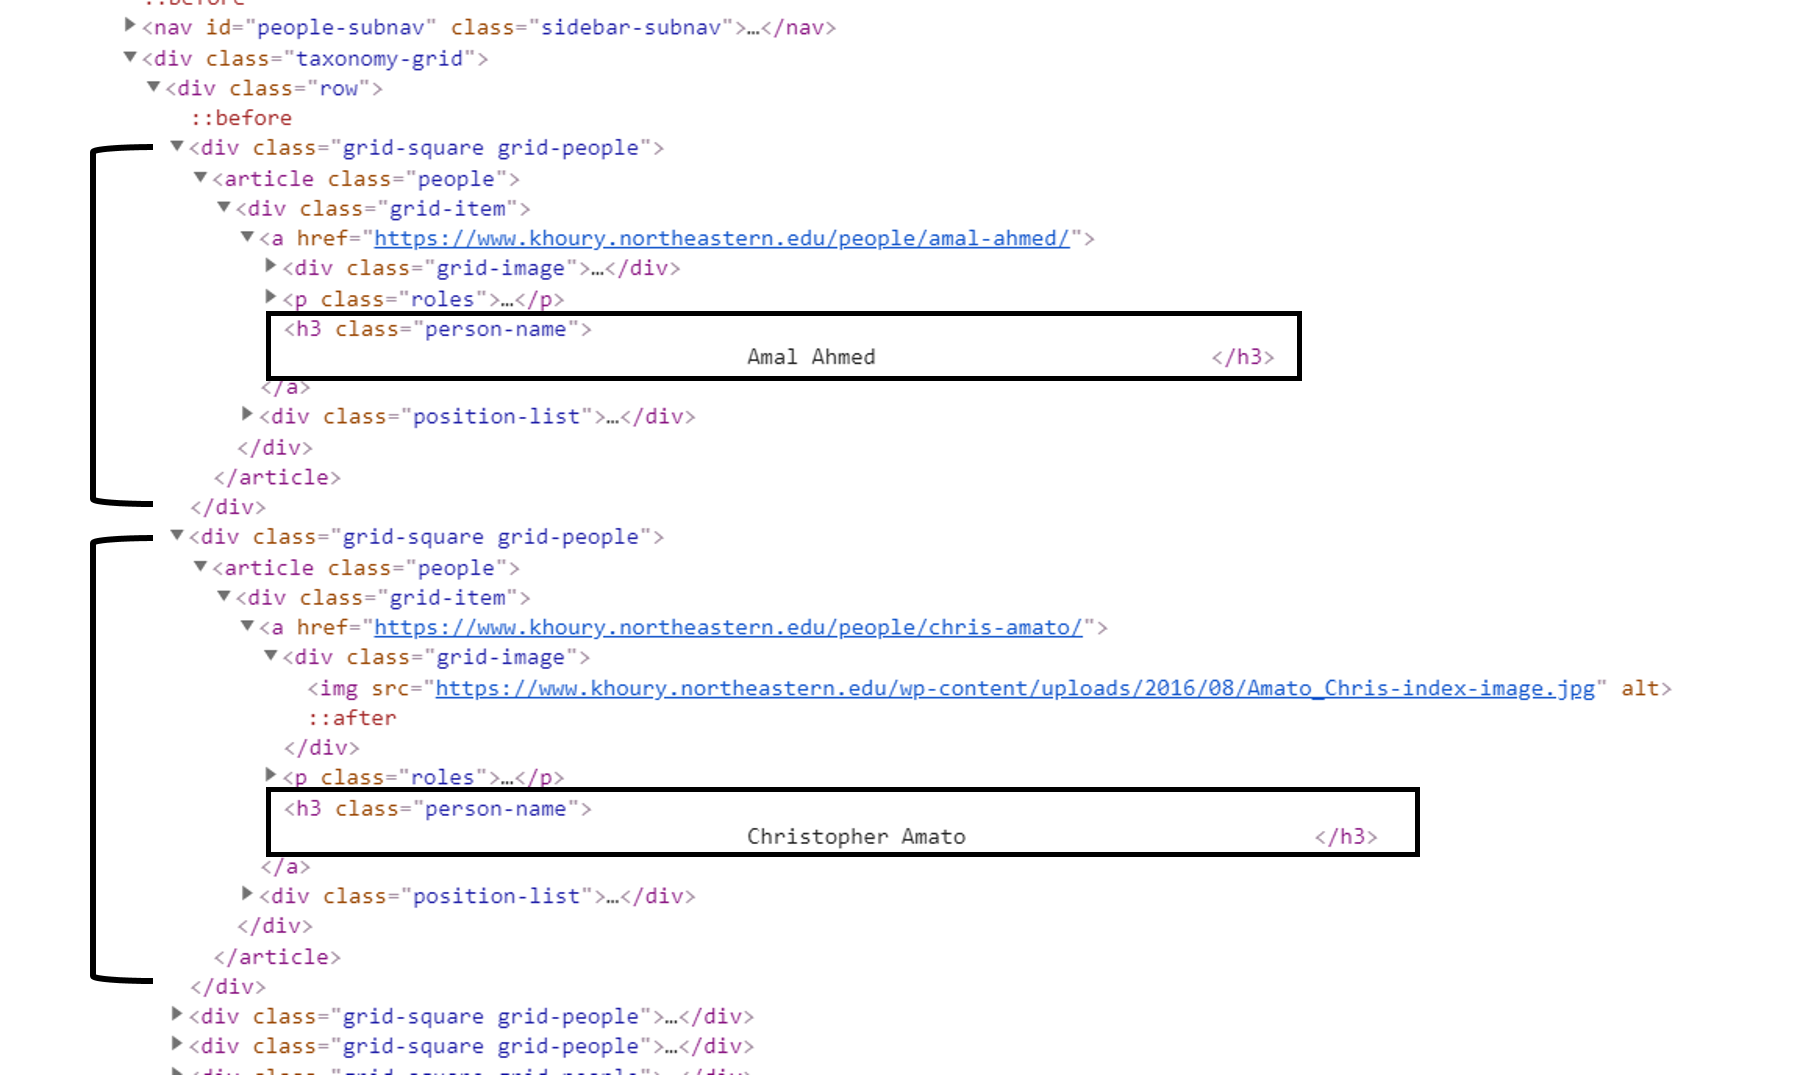 ::before
<nav id="people-subnav" class="sidebar-subnav">…</nav>
<div class="taxonomy-grid">
<div class="row">
::before
<div class="grid-square grid-people">
<article class="people">
<div class="grid-item">
<a href="https://www.khoury.northeastern.edu/people/amal-ahmed/">
<div class="grid-image">…</div>
<p class="roles">…</p>
<h3 class="person-name">
Amal Ahmed </h3>
</a>
<div class="position-list">…</div>
</div>
</article>
</div>
<div class="grid-square grid-people">
<article class="people">
<div class="grid-item">
<a href="https://www.khoury.northeastern.edu/people/chris-amato/">
<div class="grid-image">
<img src="https://www.khoury.northeastern.edu/wp-content/uploads/2016/08/Amato_Chris-index-image.jpg" alt>
::after
</div>
<p class="roles">…</p>
<h3 class="person-name">
Christopher Amato </h3>
</a>
<div class="position-list">…</div>
</div>
</article>
</div>
<div class="grid-square grid-people">…</div>
<div class="grid-square grid-people">…</div>
<div class="grid-square grid-people">…</div>